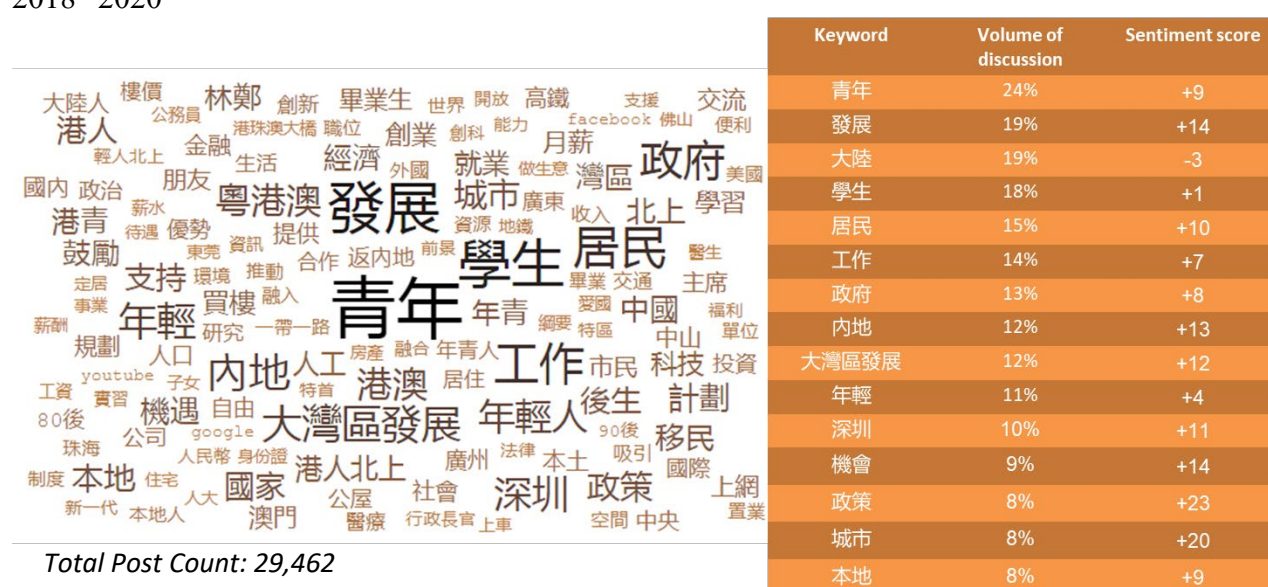 2018 2020
大陸人 樓價 林鄭 創新 畢業生 世界 開放 高鐵 支援 交流
港人 公務員 港珠澳大橋 職位 創業 創科 能力 facebook 佛山 便利
輕人北上 金融 生活 經濟 外國 就業 做生意 月薪 灣區 政府 美國
國內 政治 朋友 粵港澳 發展 城市 廣東 收入 北上 學習
港青 薪水 待遇 優勢 東莞 資訊 提供 資源 地鐵
鼓勵 合作 返內地 前景 學生 居民 醫生
定居 支持 環境 推動 畢業 交通 主席
事業 買樓 融入 青年 年青 愛國 中國 福利
薪酬 年輕 研究 一帶一路 綱要 特區 中山 單位
規劃 人口 內地 人工 房產 融合 年青人 工作 市民 科技 投資
工資 youtube 子女 特首 港澳 居住
80後 實習 機遇 自由 google 大灣區發展 年輕人 後生 計劃
珠海 公司 90後 移民
人民幣 身份證 港人北上 廣州 法律 本土 吸引 國際
制度 本地 住宅 人大 國家 公屋 社會 深圳 政策 上網
新一代 本地人 澳門 醫療 行政長官 上車 空間 中央 置業
Total Post Count: 29,462
Keyword Volume of discussion Sentiment score
青年 24% +9
發展 19% +14
大陸 19% -3
學生 18% +1
居民 15% +10
工作 14% +7
政府 13% +8
內地 12% +13
大灣區發展 12% +12
年輕 11% +4
深圳 10% +11
機會 9% +14
政策 8% +23
城市 8% +20
本地 8% +9